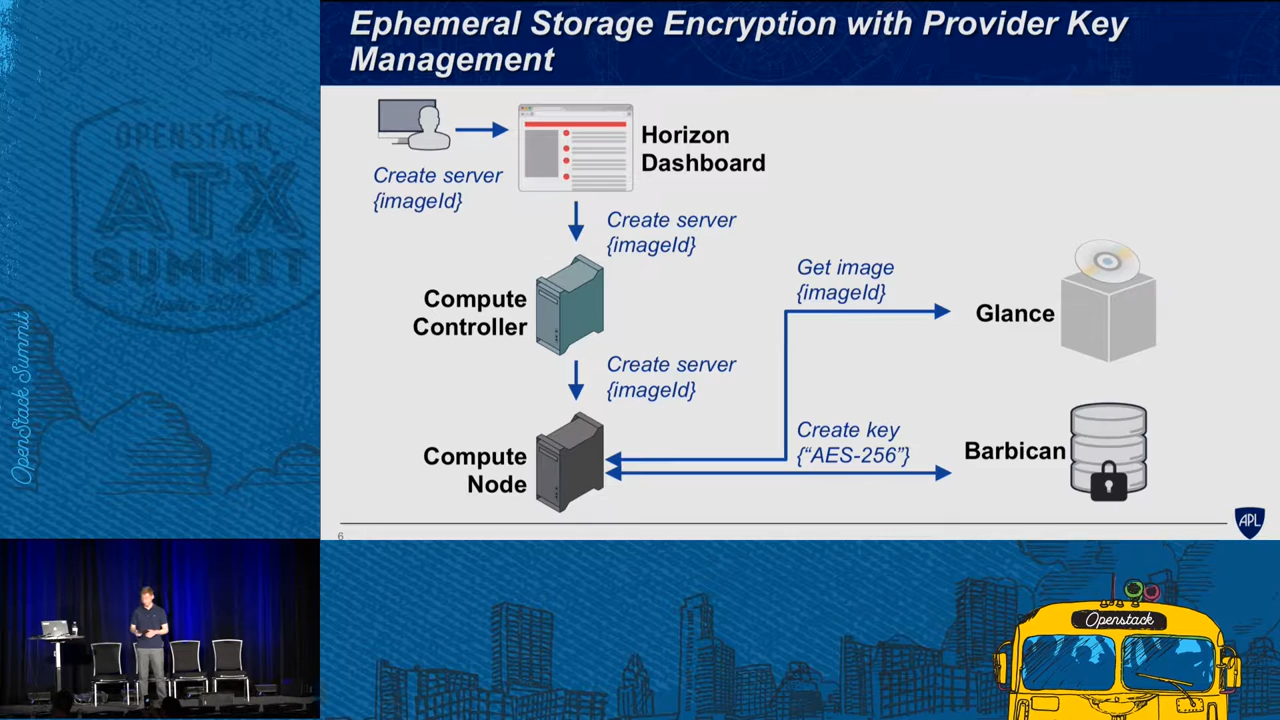 Ephemeral Storage Encryption with Provider Key
Management
Create server
{imageId}
Horizon
Dashboard
Create server
{imageId}
Compute
Controller
Create server
{imageId}
Compute
Node
Get image
{imageId}
Glance
Create key
{“AES-256”}
Barbican
6
APL
OPENSTACK
ATX
SUMMIT
OpenStack Summit
Openstack